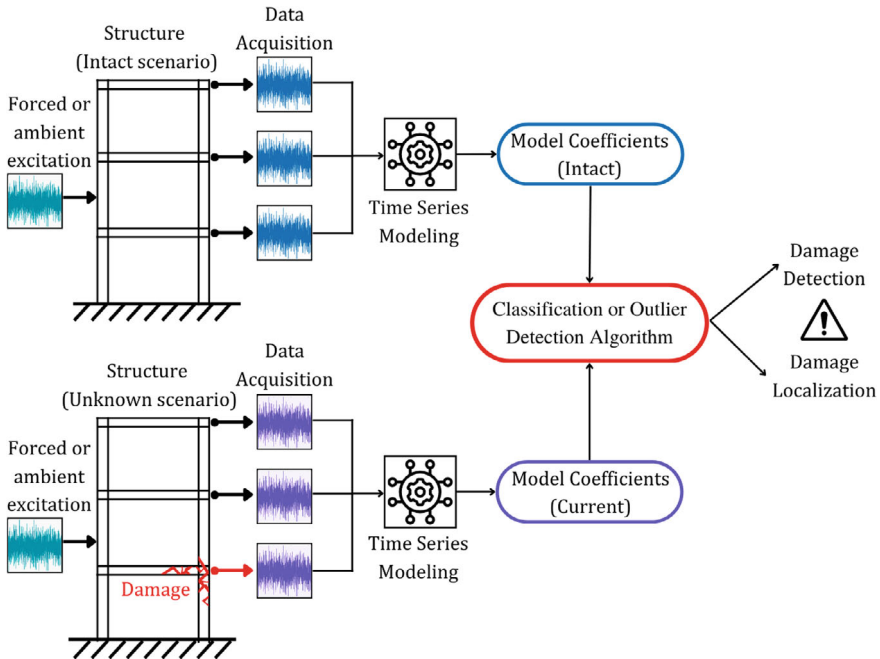 Structure
(Intact scenario)
Data
Acquisition
Forced or
ambient
excitation
Time Series
Modeling
Model Coefficients
(Intact)
Classification or Outlier
Detection Algorithm
Damage
Detection
Damage
Localization
Structure
(Unknown scenario)
Data
Acquisition
Forced or
ambient
excitation
Damage
Time Series
Modeling
Model Coefficients
(Current)